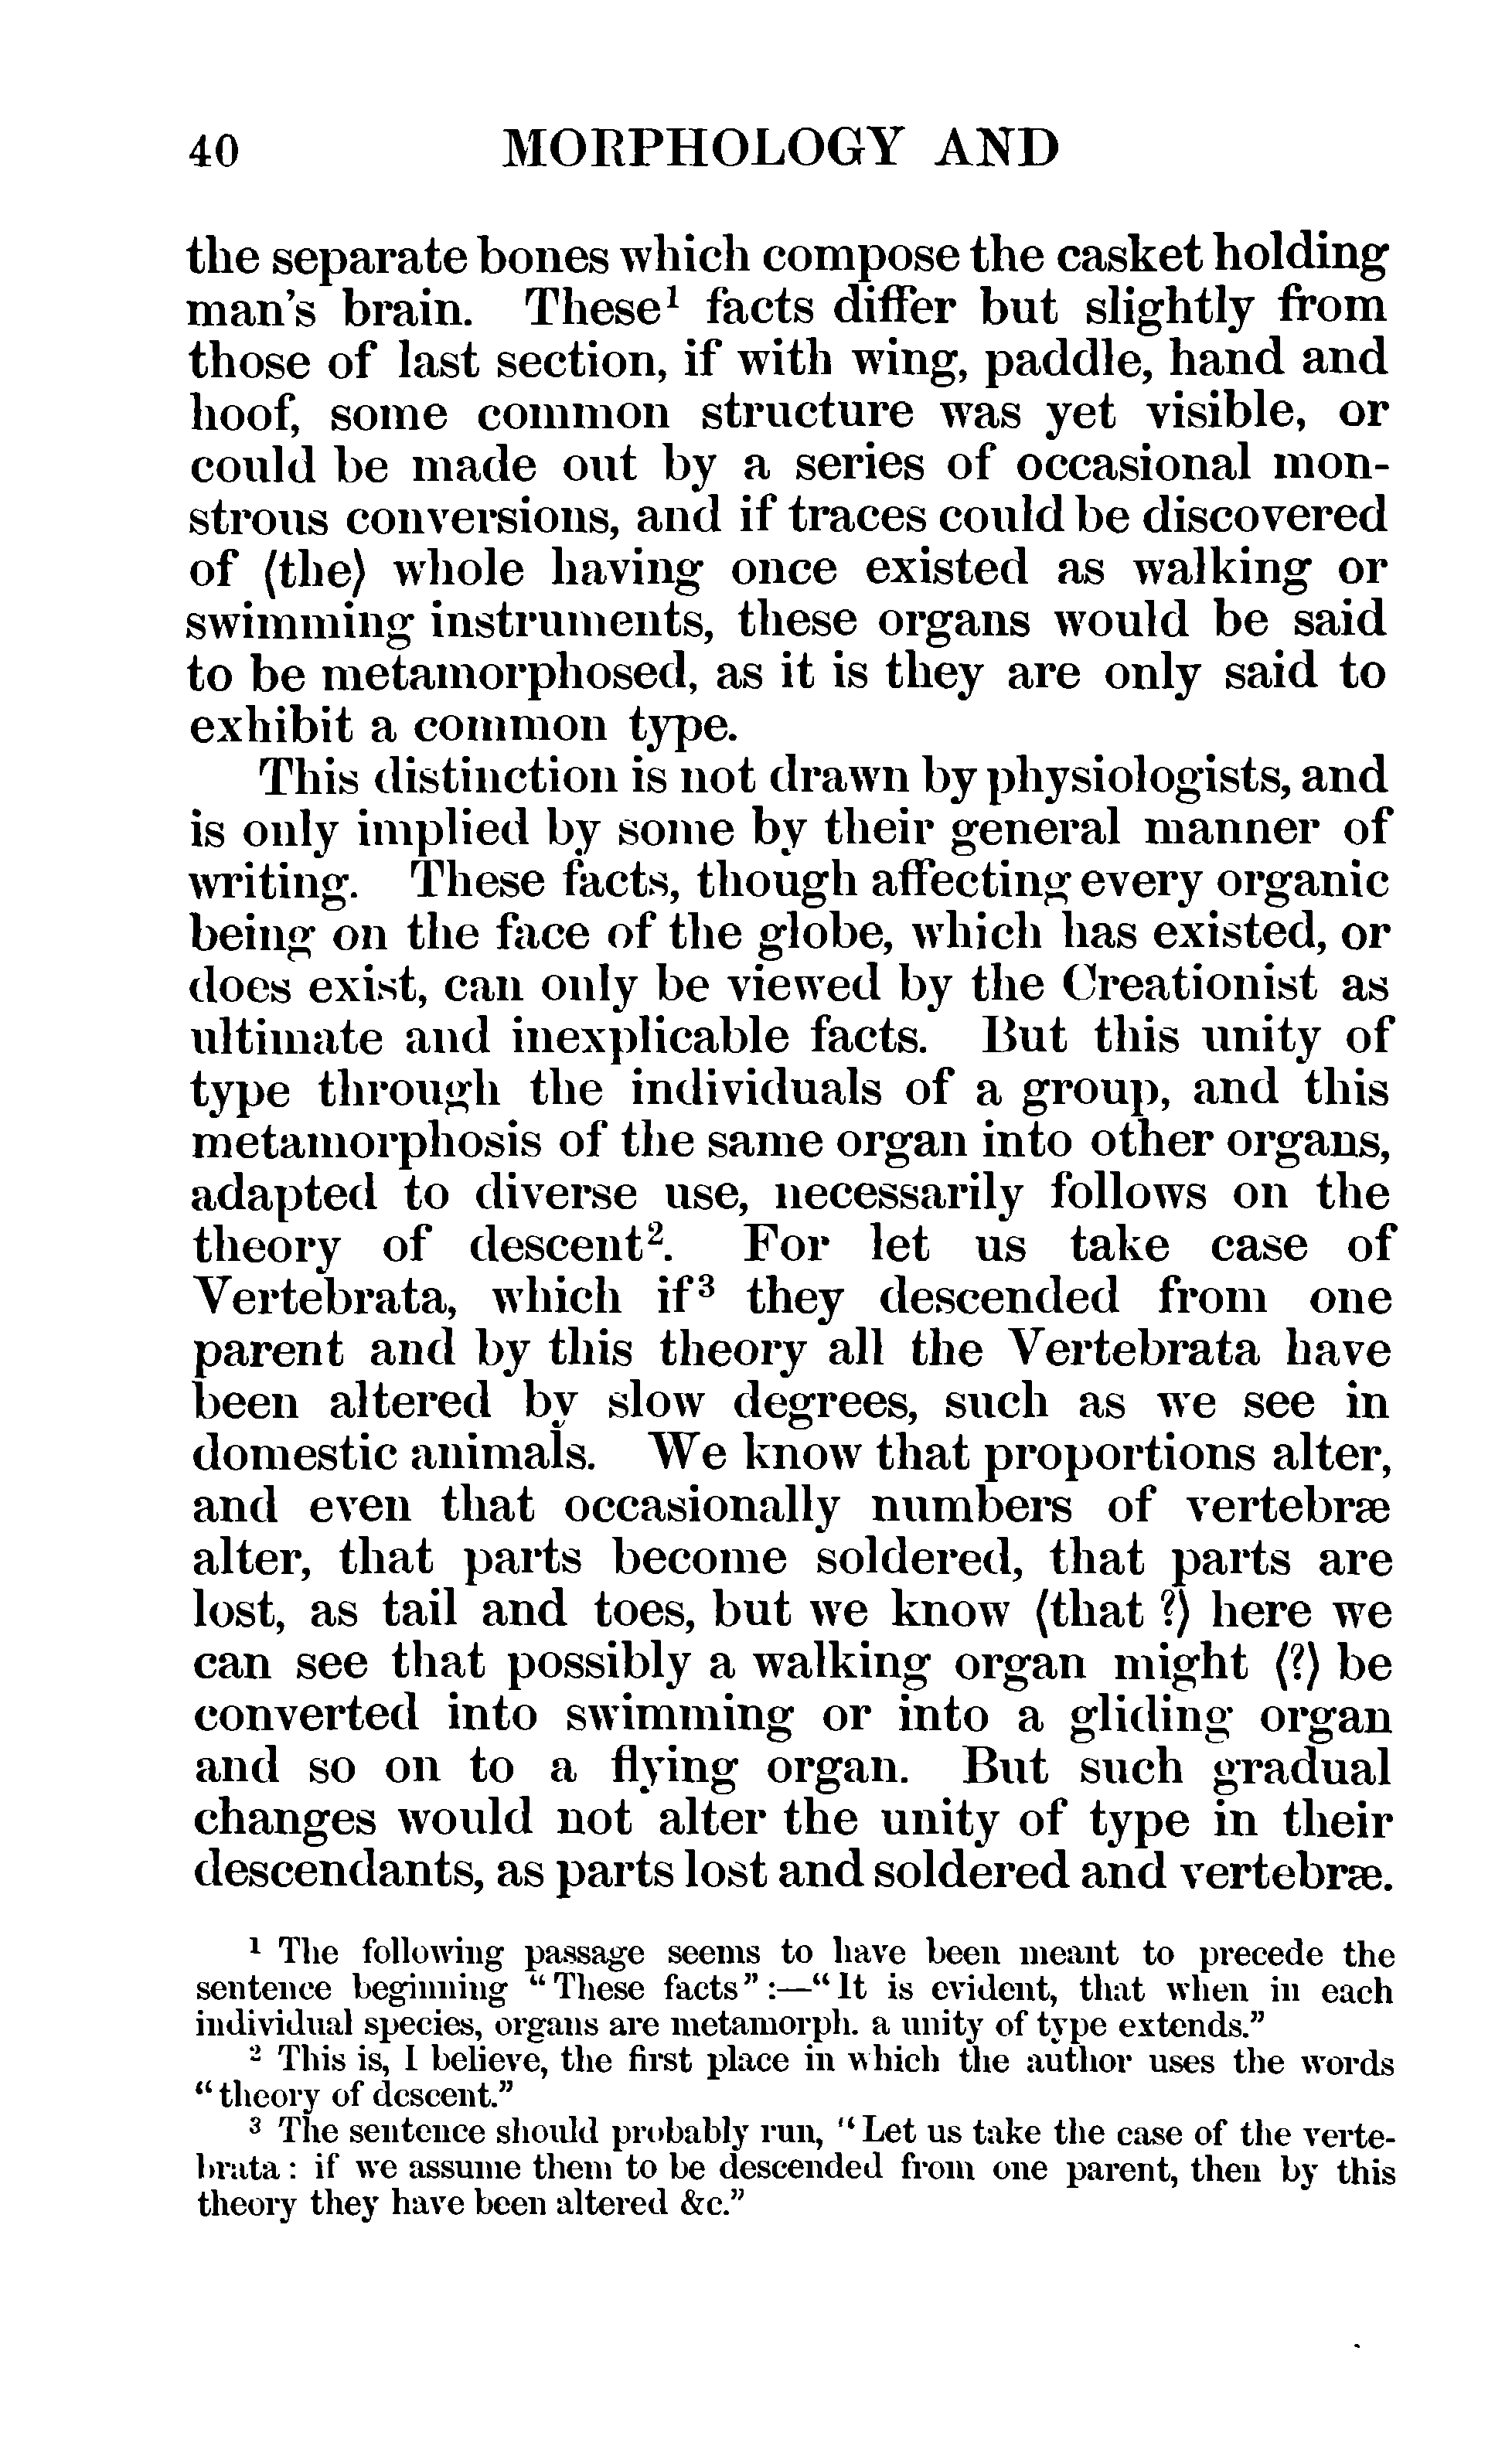 40 MORPHOLOGY AND
the separate bones which compose the casket holding
man's brain. These¹ facts differ but slightly from
those of last section, if with wing, paddle, hand and
hoof, some common structure was yet visible, or
could be made out by a series of occasional mon-
strous conversions, and if traces could be discovered
of ⟨the⟩ whole having once existed as walking or
swimming instruments, these organs would be said
to be metamorphosed, as it is they are only said to
exhibit a common type.
This distinction is not drawn by physiologists, and
is only implied by some by their general manner of
writing. These facts, though affecting every organic
being on the face of the globe, which has existed, or
does exist, can only be viewed by the Creationist as
ultimate and inexplicable facts. But this unity of
type through the individuals of a group, and this
metamorphosis of the same organ into other organs,
adapted to diverse use, necessarily follows on the
theory of descent². For let us take case of
Vertebrata, which if³ they descended from one
parent and by this theory all the Vertebrata have
been altered by slow degrees, such as we see in
domestic animals. We know that proportions alter,
and even that occasionally numbers of vertebræ
alter, that parts become soldered, that parts are
lost, as tail and toes, but we know ⟨that ?⟩ here we
can see that possibly a walking organ might ⟨?⟩ be
converted into swimming or into a gliding organ
and so on to a flying organ. But such gradual
changes would not alter the unity of type in their
descendants, as parts lost and soldered and vertebræ.
¹ The following passage seems to have been meant to precede the
sentence beginning “These facts”:—“It is evident, that when in each
individual species, organs are metamorph. a unity of type extends.”
² This is, I believe, the first place in which the author uses the words
“theory of descent.”
³ The sentence should probably run, “Let us take the case of the verte-
brata: if we assume them to be descended from one parent, then by this
theory they have been altered &c.”